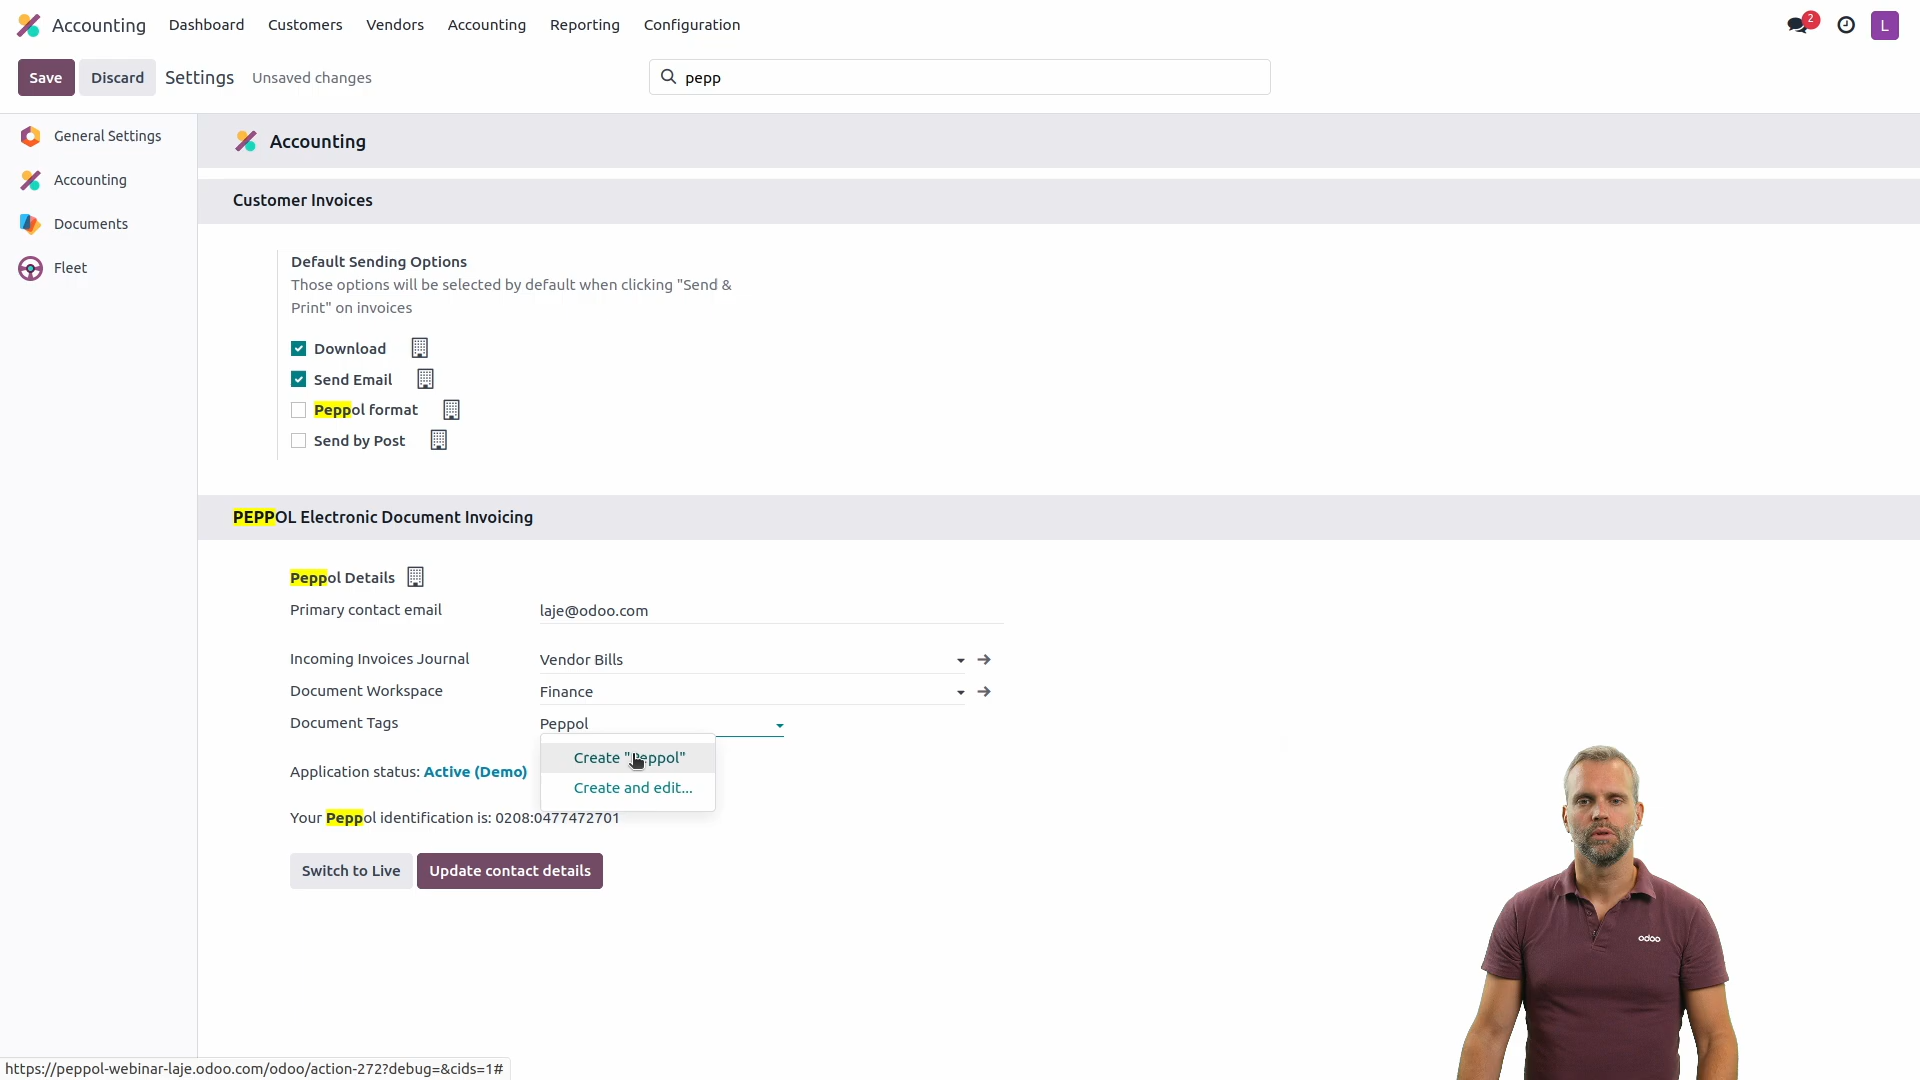 Accounting Dashboard Customers Vendors Accounting Reporting Configuration 2 L
Save Discard Settings Unsaved changes pepp
General Settings
Accounting
Documents
Fleet
Accounting
Customer Invoices
Default Sending Options
Those options will be selected by default when clicking "Send &
Print" on invoices
Download
Send Email
Peppol format
Send by Post
PEPPOL Electronic Document Invoicing
Peppol Details
Primary contact email laje@odoo.com
Incoming Invoices Journal Vendor Bills
Document Workspace Finance
Document Tags Peppol
Create "Peppol"
Create and edit...
Application status: Active (Demo)
Your Peppol identification is: 0208:0477472701
Switch to Live Update contact details
odoo
https://peppol-webinar-laje.odoo.com/odoo/action-272?debug=&cids=1#